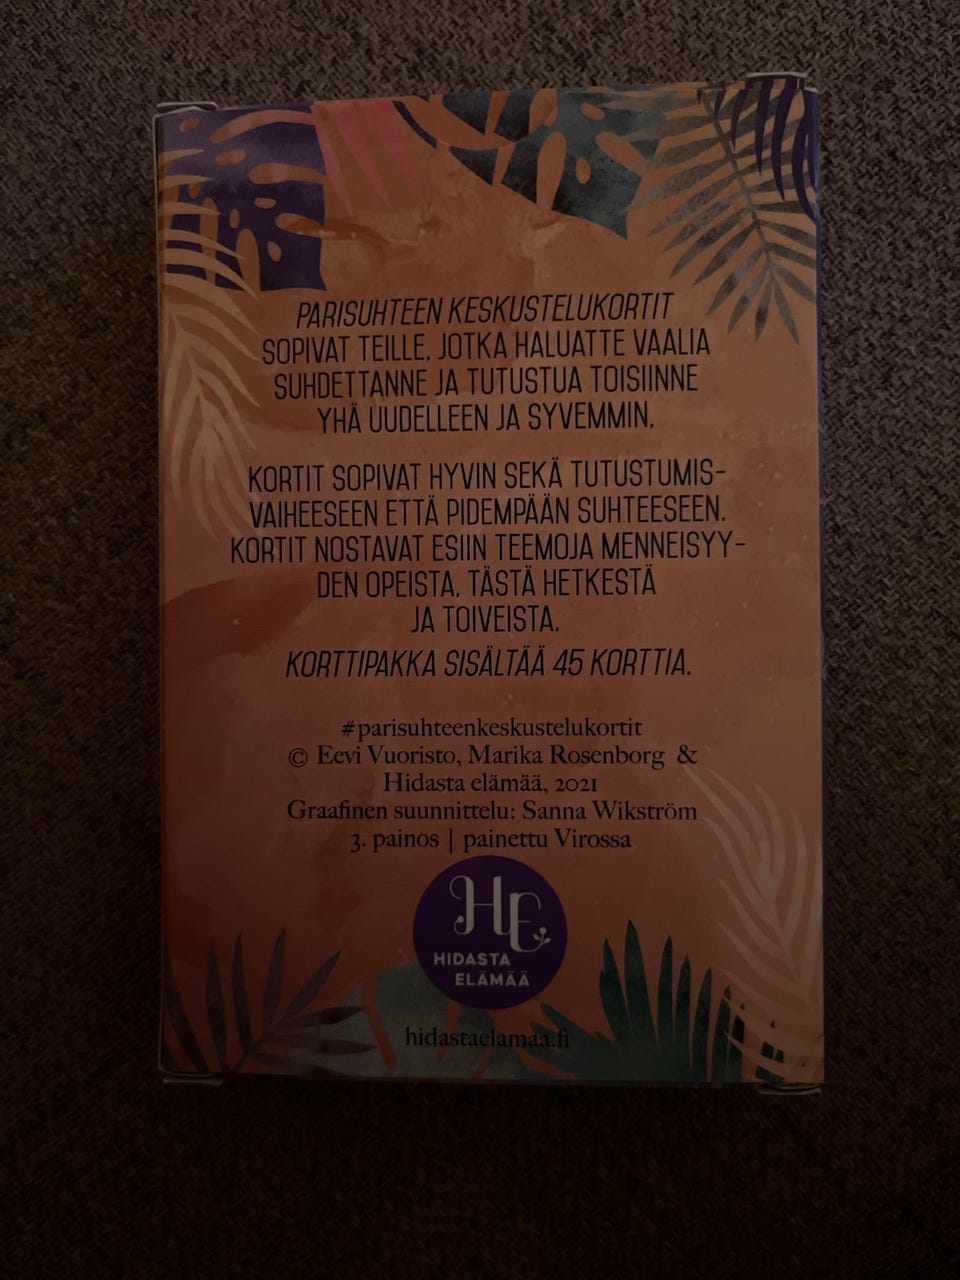 PARISUHTEEN KESKUSTELUKORTIT
SOPIVAT TEILLE, JOTKA HALUATTE VAALIA
SUHDETTANNE JA TUTUSTUA TOISIINNE
YHÄ UUDELLEEN JA SYVEMMIN.
KORTIT SOPIVAT HYVIN SEKÄ TUTUSTUMIS-
VAIHEESEEN ETTÄ PIDEMPÄÄN SUHTEESEEN.
KORTIT NOSTAVAT ESIIN TEEMOJA MENNEISYY-
DEN OPEISTA, TÄSTÄ HETKESTÄ
JA TOIVEISTA.
KORTTIPAKKA SISÄLTÄÄ 45 KORTTIA.
#parisuhteenkeskustelukortit
© Eevi Vuoristo, Marika Rosenborg &
Hidasta elämää, 2021
Graafinen suunnittelu: Sanna Wikström
3. painos | painettu Virossa
HE
HIDASTA
ELÄMÄÄ
hidastaelamaa.fi